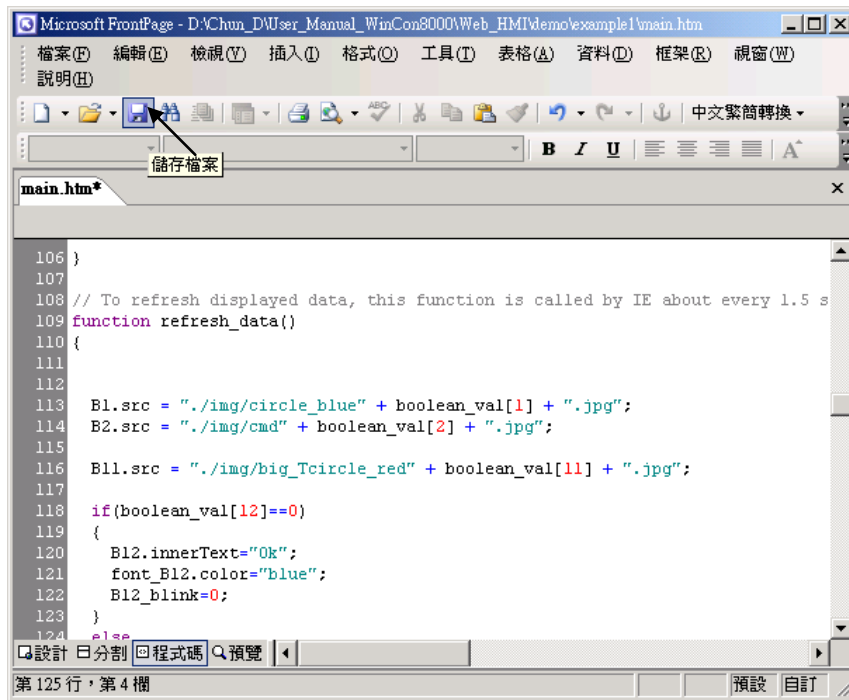 Microsoft FrontPage - D:\Chun_D\User_Manual_WinCon8000\Web_HMI\demo\example1\main.htm
檔案(F) 編輯(E) 檢視(V) 插入(I) 格式(O) 工具(T) 表格(A) 資料(D) 框架(R) 視窗(W)
說明(H)
ABC 中文繁簡轉換
B I U A
儲存檔案
main.htm*
106 }
107
108 // To refresh displayed data, this function is called by IE about every 1.5 s
109 function refresh_data()
110 {
111
112
113 B1.src = "./img/circle_blue" + boolean_val[1] + ".jpg";
114 B2.src = "./img/cmd" + boolean_val[2] + ".jpg";
115
116 B11.src = "./img/big_Tcircle_red" + boolean_val[11] + ".jpg";
117
118 if(boolean_val[12]==0)
119 {
120 B12.innerText="Ok";
121 font_B12.color="blue";
122 B12_blink=0;
123 }
124 else
設計 分割 程式碼 預覽
第 125 行，第 4 欄 預設 自訂